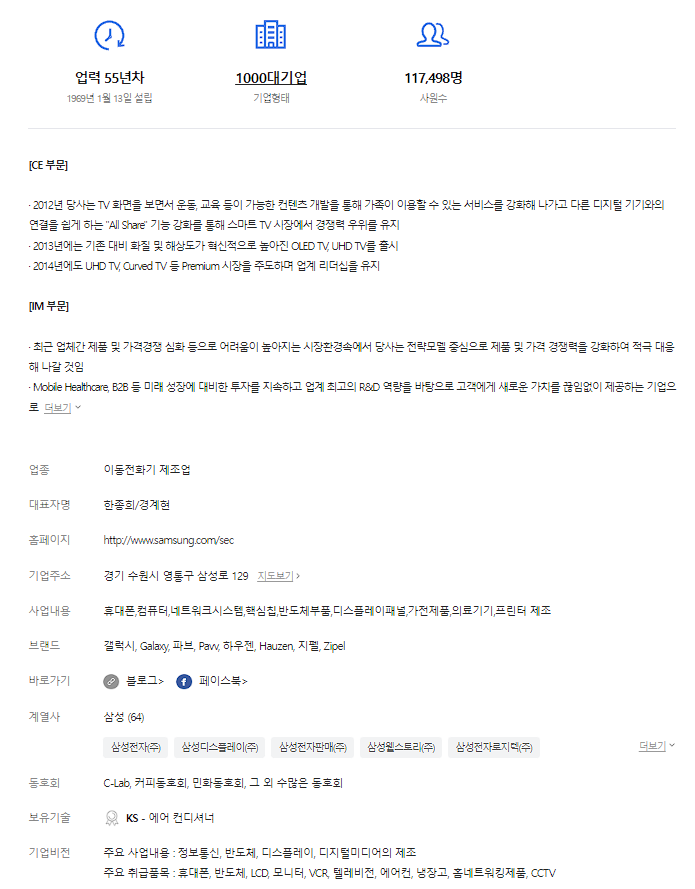 업력 55년차
1000대기업
117,498명
1969년 1월 13일 설립
기업형태
사원수
[CE 부문]
· 2012년 당사는 TV 화면을 보면서 운동, 교육 등이 가능한 컨텐츠 개발을 통해 가족이 이용할 수 있는 서비스를 강화해 나가고 다른 디지털 기기와의
연결을 쉽게 하는 "All Share" 기능 강화를 통해 스마트 TV 시장에서 경쟁력 우위를 유지
· 2013년에는 기존 대비 화질 및 해상도가 혁신적으로 높아진 OLED TV, UHD TV를 출시
· 2014년에도 UHD TV, Curved TV 등 Premium 시장을 주도하며 업계 리더십을 유지
[IM 부문]
· 최근 업체간 제품 및 가격경쟁 심화 등으로 어려움이 높아지는 시장환경속에서 당사는 전략모델 중심으로 제품 및 가격 경쟁력을 강화하여 적극 대응
해 나갈 것임
· Mobile Healthcare, B2B 등 미래 성장에 대비한 투자를 지속하고 업계 최고의 R&D 역량을 바탕으로 고객에게 새로운 가치를 끊임없이 제공하는 기업으
로 더보기
업종 이동전화기 제조업
대표자명 한종희/경계현
홈페이지 http://www.samsung.com/sec
기업주소 경기 수원시 영통구 삼성로 129 지도보기 >
사업내용 휴대폰,컴퓨터,네트워크시스템,핵심칩,반도체부품,디스플레이패널,가전제품,의료기기,프린터 제조
브랜드 갤럭시, Galaxy, 파브, Pavv, 하우젠, Hauzen, 지펠, Zipel
바로가기 블로그> 페이스북>
계열사 삼성 (64)
삼성전자(주) 삼성디스플레이(주) 삼성전자판매(주) 삼성웰스토리(주) 삼성전자로지텍(주) 더보기
동호회 C-Lab, 커피동호회, 민화동호회, 그 외 수많은 동호회
보유기술 KS - 에어 컨디셔너
기업비전 주요 사업내용 : 정보통신, 반도체, 디스플레이, 디지털미디어의 제조
주요 취급품목 : 휴대폰, 반도체, LCD, 모니터, VCR, 텔레비전, 에어컨, 냉장고, 홈네트워킹제품, CCTV